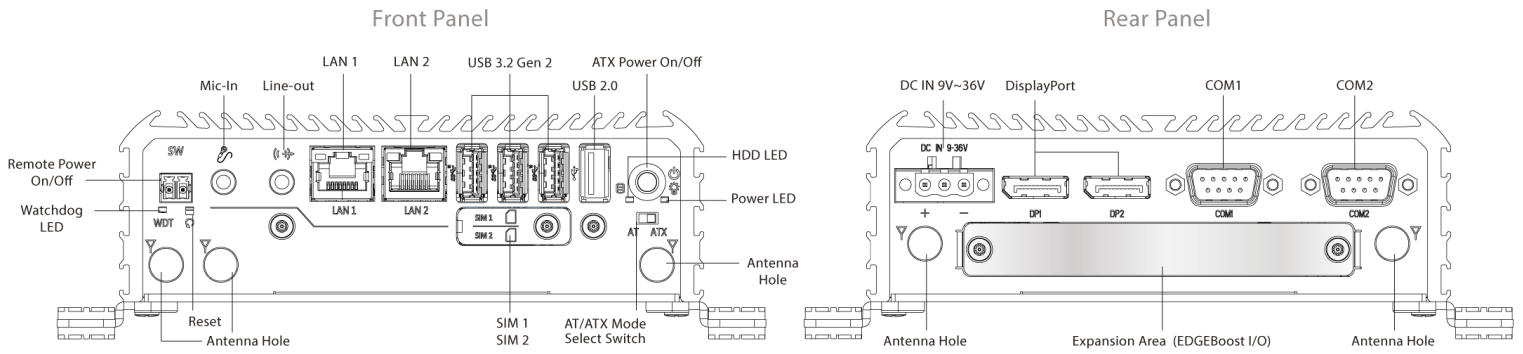 Front Panel
Rear Panel
LAN 1
LAN 2
USB 3.2 Gen 2
ATX Power On/Off
Mic-In
Line-out
USB 2.0
SW
Remote Power
On/Off
HDD LED
Watchdog
LED
WDT
LAN 1
LAN 2
SIM 1
SIM 2
AT ATX
Power LED
Antenna
Hole
Reset
Antenna Hole
SIM 1
SIM 2
AT/ATX Mode
Select Switch
DC IN 9V~36V
DisplayPort
COM1
COM2
DC IN 9-36V
+ −
DP1
DP2
COM1
COM2
Antenna Hole
Expansion Area (EDGEBoost I/O)
Antenna Hole